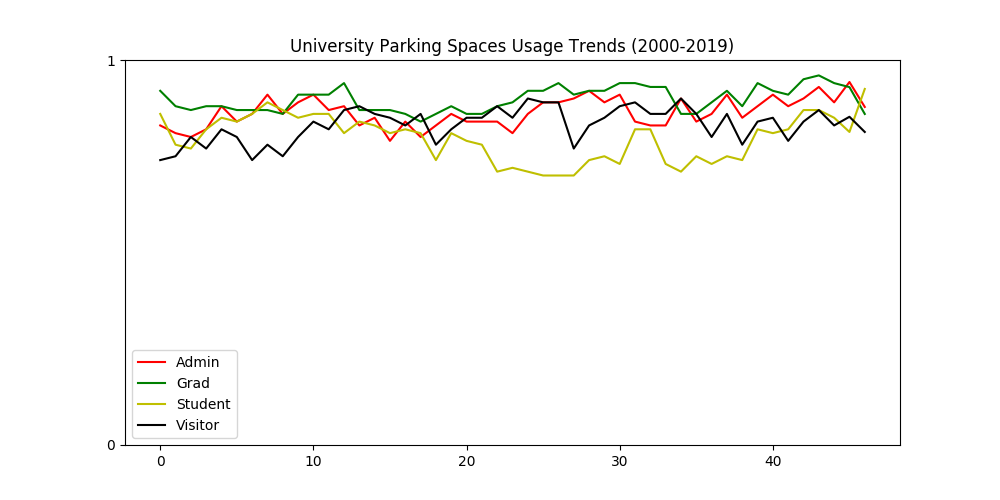 University Parking Spaces Usage Trends (2000-2019)
1
0
Admin
Grad
Student
Visitor
0 10 20 30 40